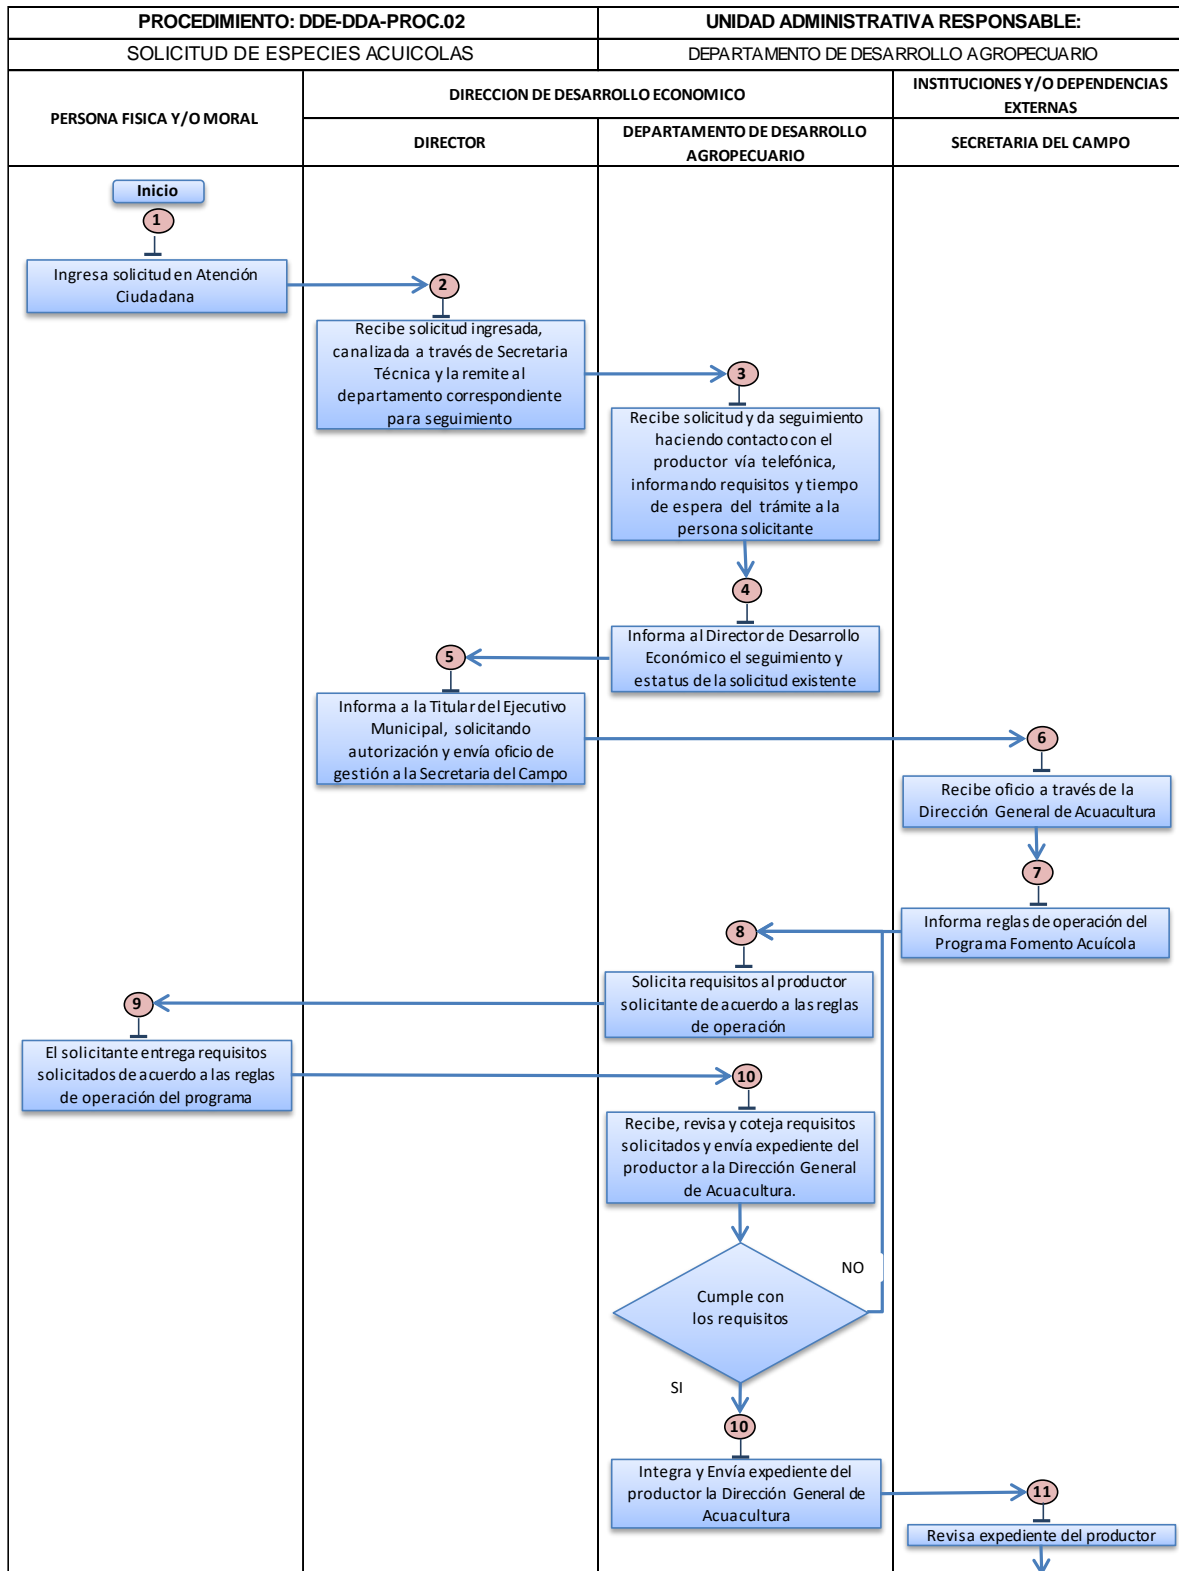 PROCEDIMIENTO: DDE-DDA-PROC.02
UNIDAD ADMINISTRATIVA RESPONSABLE:
SOLICITUD DE ESPECIES ACUICOLAS
DEPARTAMENTO DE DESARROLLO AGROPECUARIO
PERSONA FISICA Y/O MORAL
DIRECCION DE DESARROLLO ECONOMICO
INSTITUCIONES Y/O DEPENDENCIAS
EXTERNAS
DIRECTOR
DEPARTAMENTO DE DESARROLLO
AGROPECUARIO
SECRETARIA DEL CAMPO
Inicio
1
Ingresa solicitud en Atención
Ciudadana
2
Recibe solicitud ingresada,
canalizada a través de Secretaria
Técnica y la remite al
departamento correspondiente
para seguimiento
3
Recibe solicitud y da seguimiento
haciendo contacto con el
productor vía telefónica,
informando requisitos y tiempo
de espera del trámite a la
persona solicitante
4
Informa al Director de Desarrollo
Económico el seguimiento y
estatus de la solicitud existente
5
Informa a la Titular del Ejecutivo
Municipal, solicitando
autorización y envía oficio de
gestión a la Secretaria del Campo
6
Recibe oficio a través de la
Dirección General de Acuacultura
7
Informa reglas de operación del
Programa Fomento Acuícola
8
Solicita requisitos al productor
solicitante de acuerdo a las reglas
de operación
9
El solicitante entrega requisitos
solicitados de acuerdo a las reglas
de operación del programa
10
Recibe, revisa y coteja requisitos
solicitados y envía expediente del
productor a la Dirección General
de Acuacultura.
Cumple con
los requisitos
NO
SI
10
Integra y Envía expediente del
productor la Dirección General de
Acuacultura
11
Revisa expediente del productor